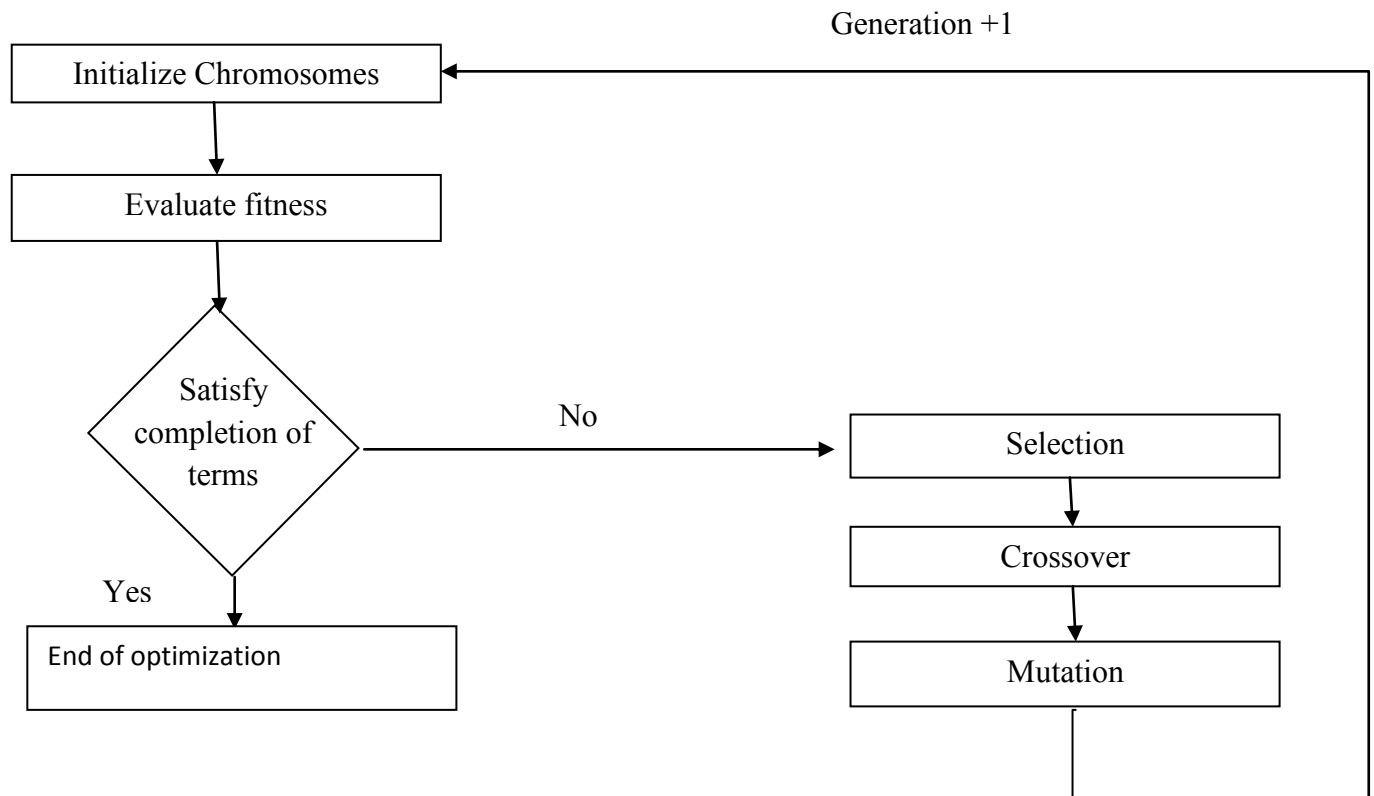 Generation +1
Initialize Chromosomes
Evaluate fitness
Satisfy
completion of
terms
No
Selection
Crossover
Yes
End of optimization
Mutation